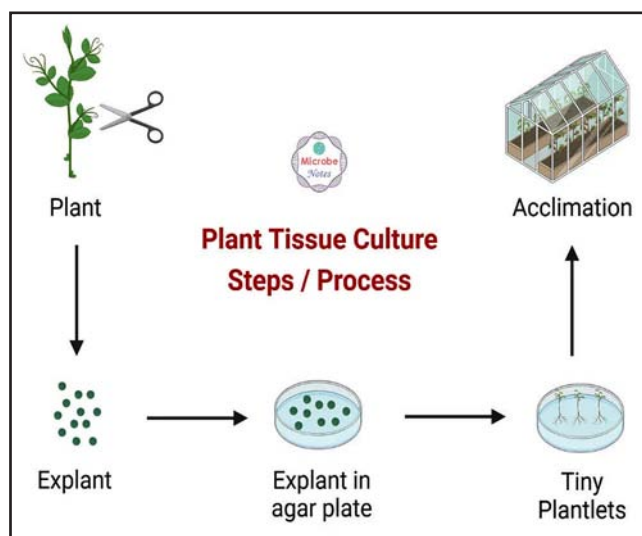 Plant
Microbe
Notes
Plant Tissue Culture
Steps / Process
Acclimation
Explant
Explant in
agar plate
Tiny
Plantlets